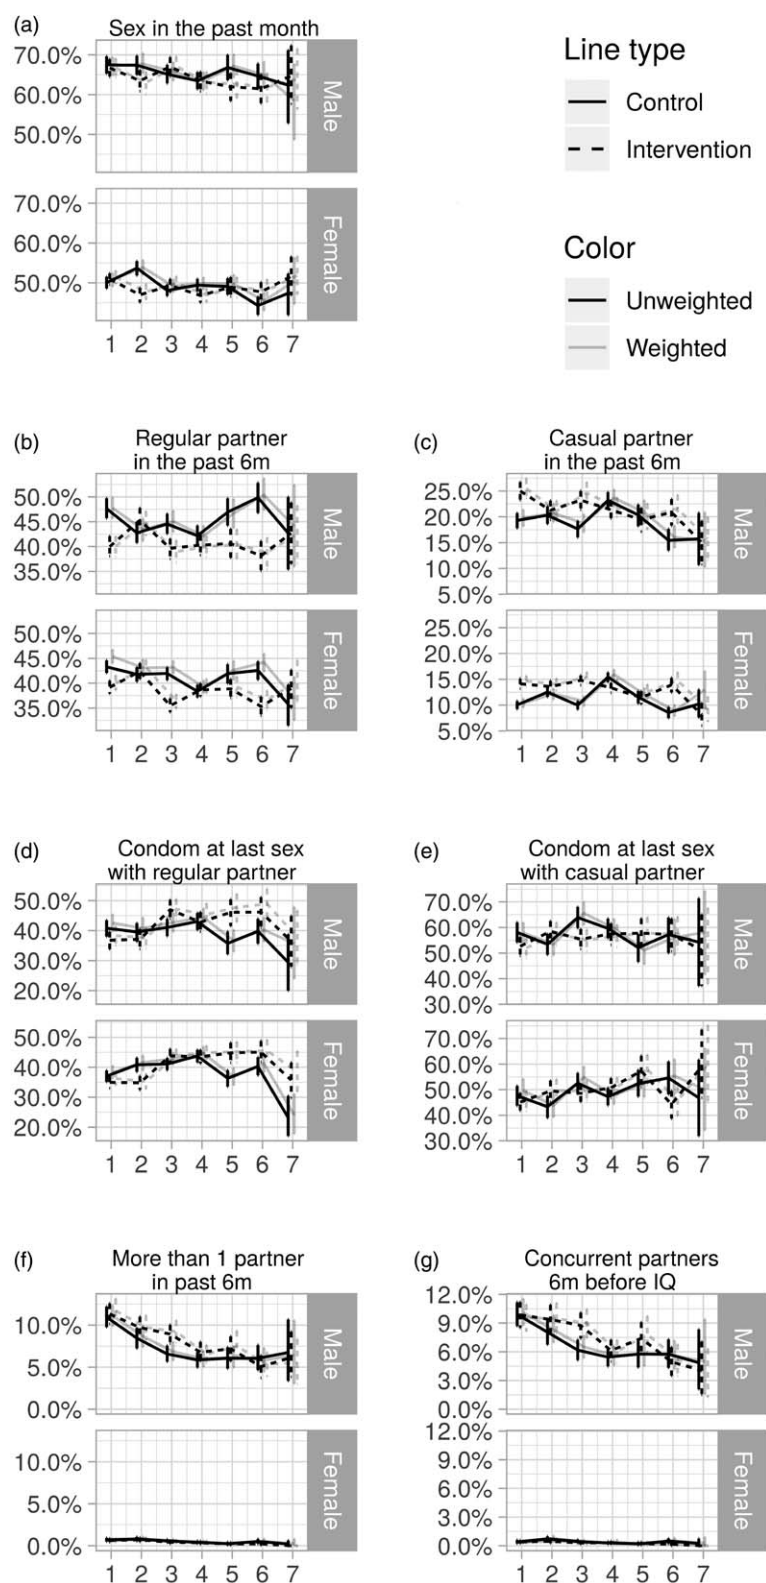 (a)
Sex in the past month
70.0%
60.0%
50.0%
Male
70.0%
60.0%
50.0%
Female
1 2 3 4 5 6 7
Line type
Control
Intervention
Color
Unweighted
Weighted
(b)
Regular partner
in the past 6m
50.0%
45.0%
40.0%
35.0%
Male
50.0%
45.0%
40.0%
35.0%
Female
1 2 3 4 5 6 7
(c)
Casual partner
in the past 6m
25.0%
20.0%
15.0%
10.0%
5.0%
Male
25.0%
20.0%
15.0%
10.0%
5.0%
Female
1 2 3 4 5 6 7
(d)
Condom at last sex
with regular partner
50.0%
40.0%
30.0%
20.0%
Male
50.0%
40.0%
30.0%
20.0%
Female
1 2 3 4 5 6 7
(e)
Condom at last sex
with casual partner
70.0%
60.0%
50.0%
40.0%
30.0%
Male
70.0%
60.0%
50.0%
40.0%
30.0%
Female
1 2 3 4 5 6 7
(f)
More than 1 partner
in past 6m
10.0%
5.0%
0.0%
Male
10.0%
5.0%
0.0%
Female
1 2 3 4 5 6 7
(g)
Concurrent partners
6m before IQ
12.0%
9.0%
6.0%
3.0%
0.0%
Male
12.0%
9.0%
6.0%
3.0%
0.0%
Female
1 2 3 4 5 6 7